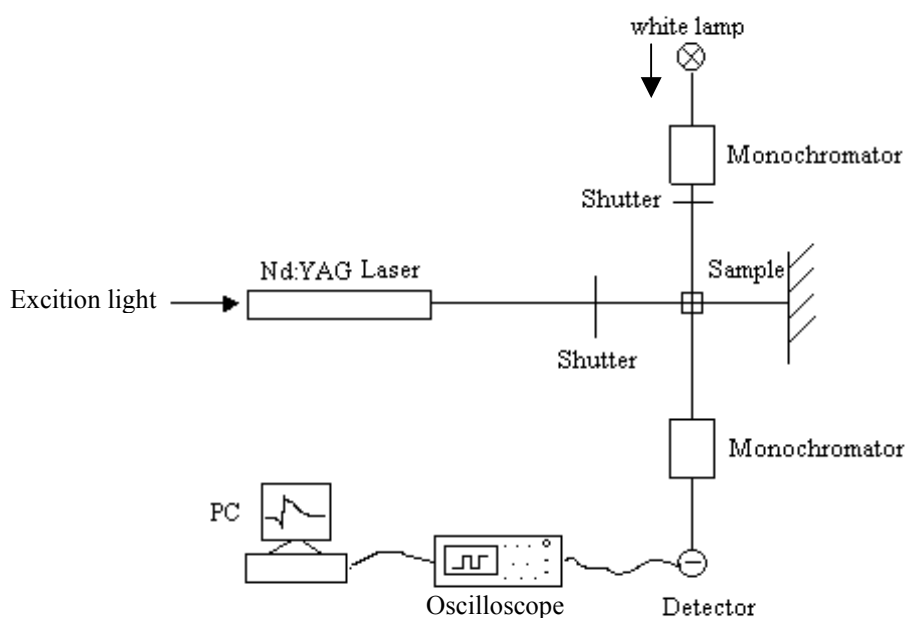 white lamp
Monochromator
Shutter
Nd:YAG Laser
Sample
Excition light
Shutter
Monochromator
PC
Oscilloscope
Detector